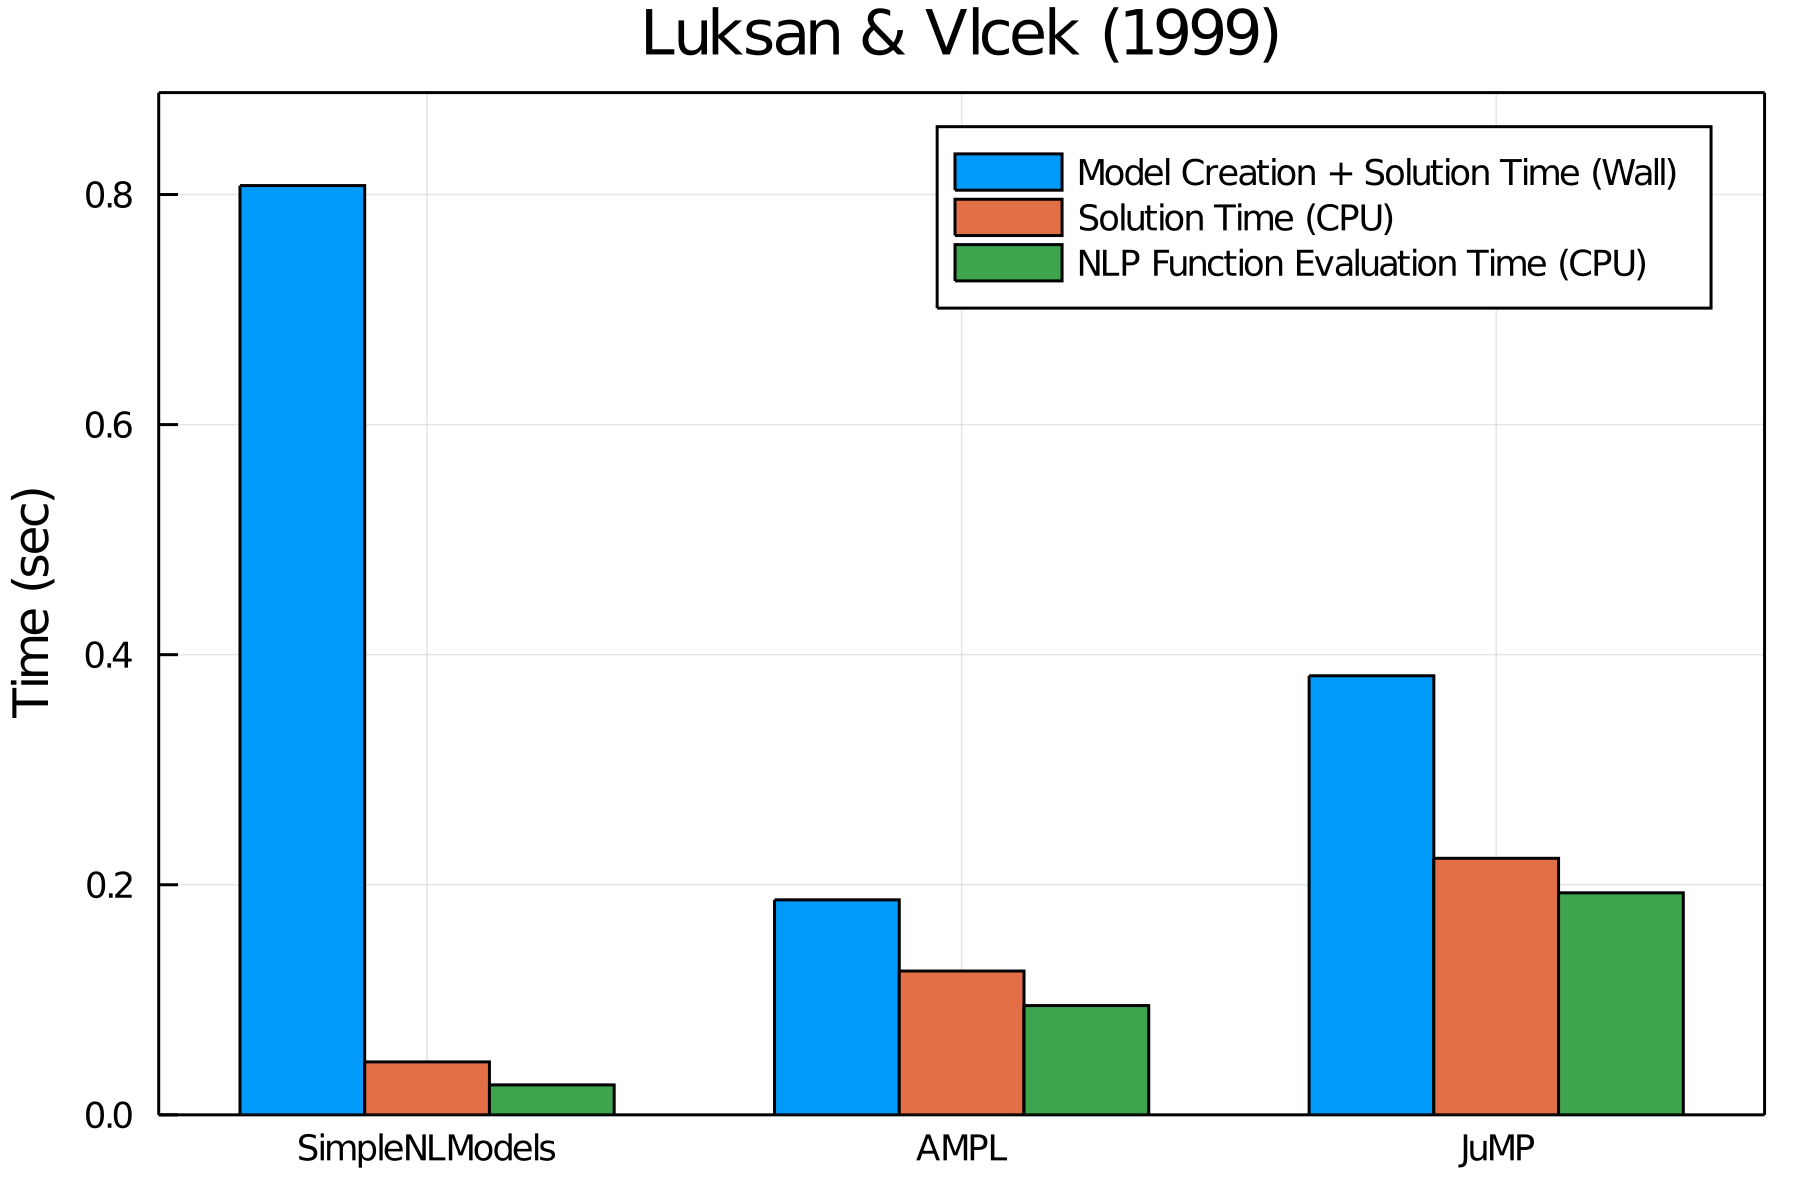 Luksan & Vlcek (1999)
Model Creation + Solution Time (Wall)
Solution Time (CPU)
NLP Function Evaluation Time (CPU)
Time (sec)
0.8
0.6
0.4
0.2
0.0
SimpleNLModels
AMPL
JuMP